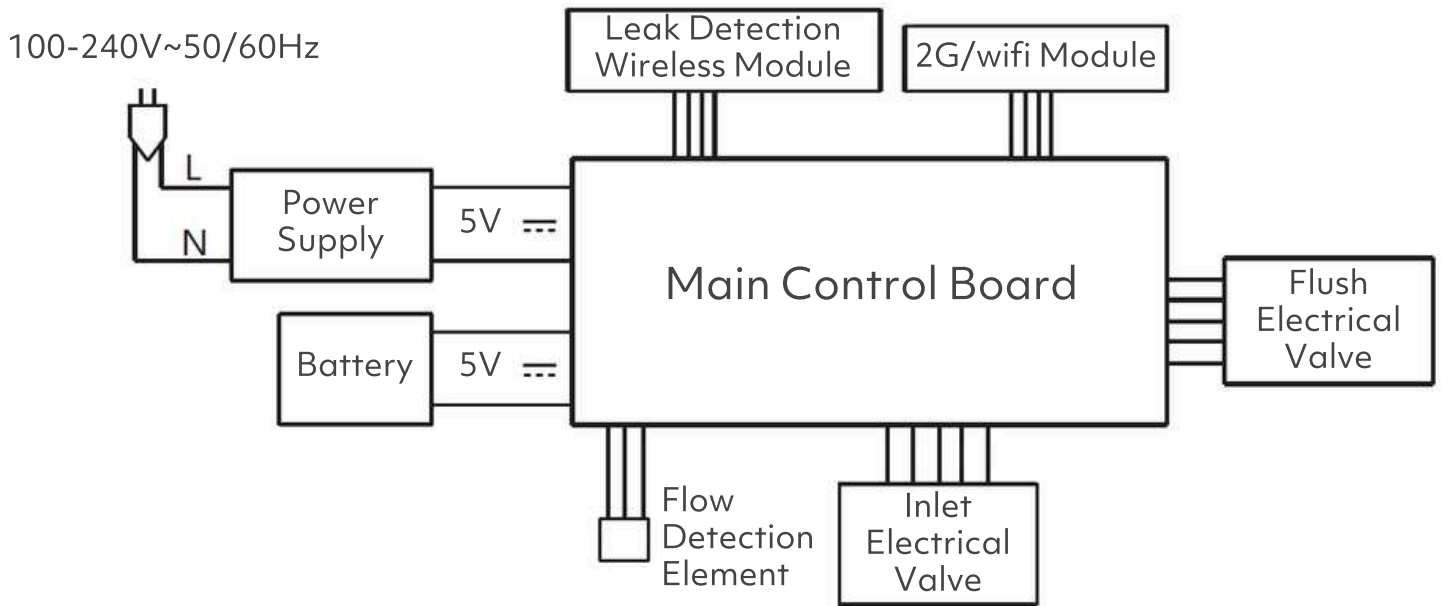 100-240V~50/60Hz
Leak Detection
Wireless Module
2G/wifi Module
L
N
Power
Supply
5V
Main Control Board
Battery
5V
Flush
Electrical
Valve
Flow
Detection
Element
Inlet
Electrical
Valve